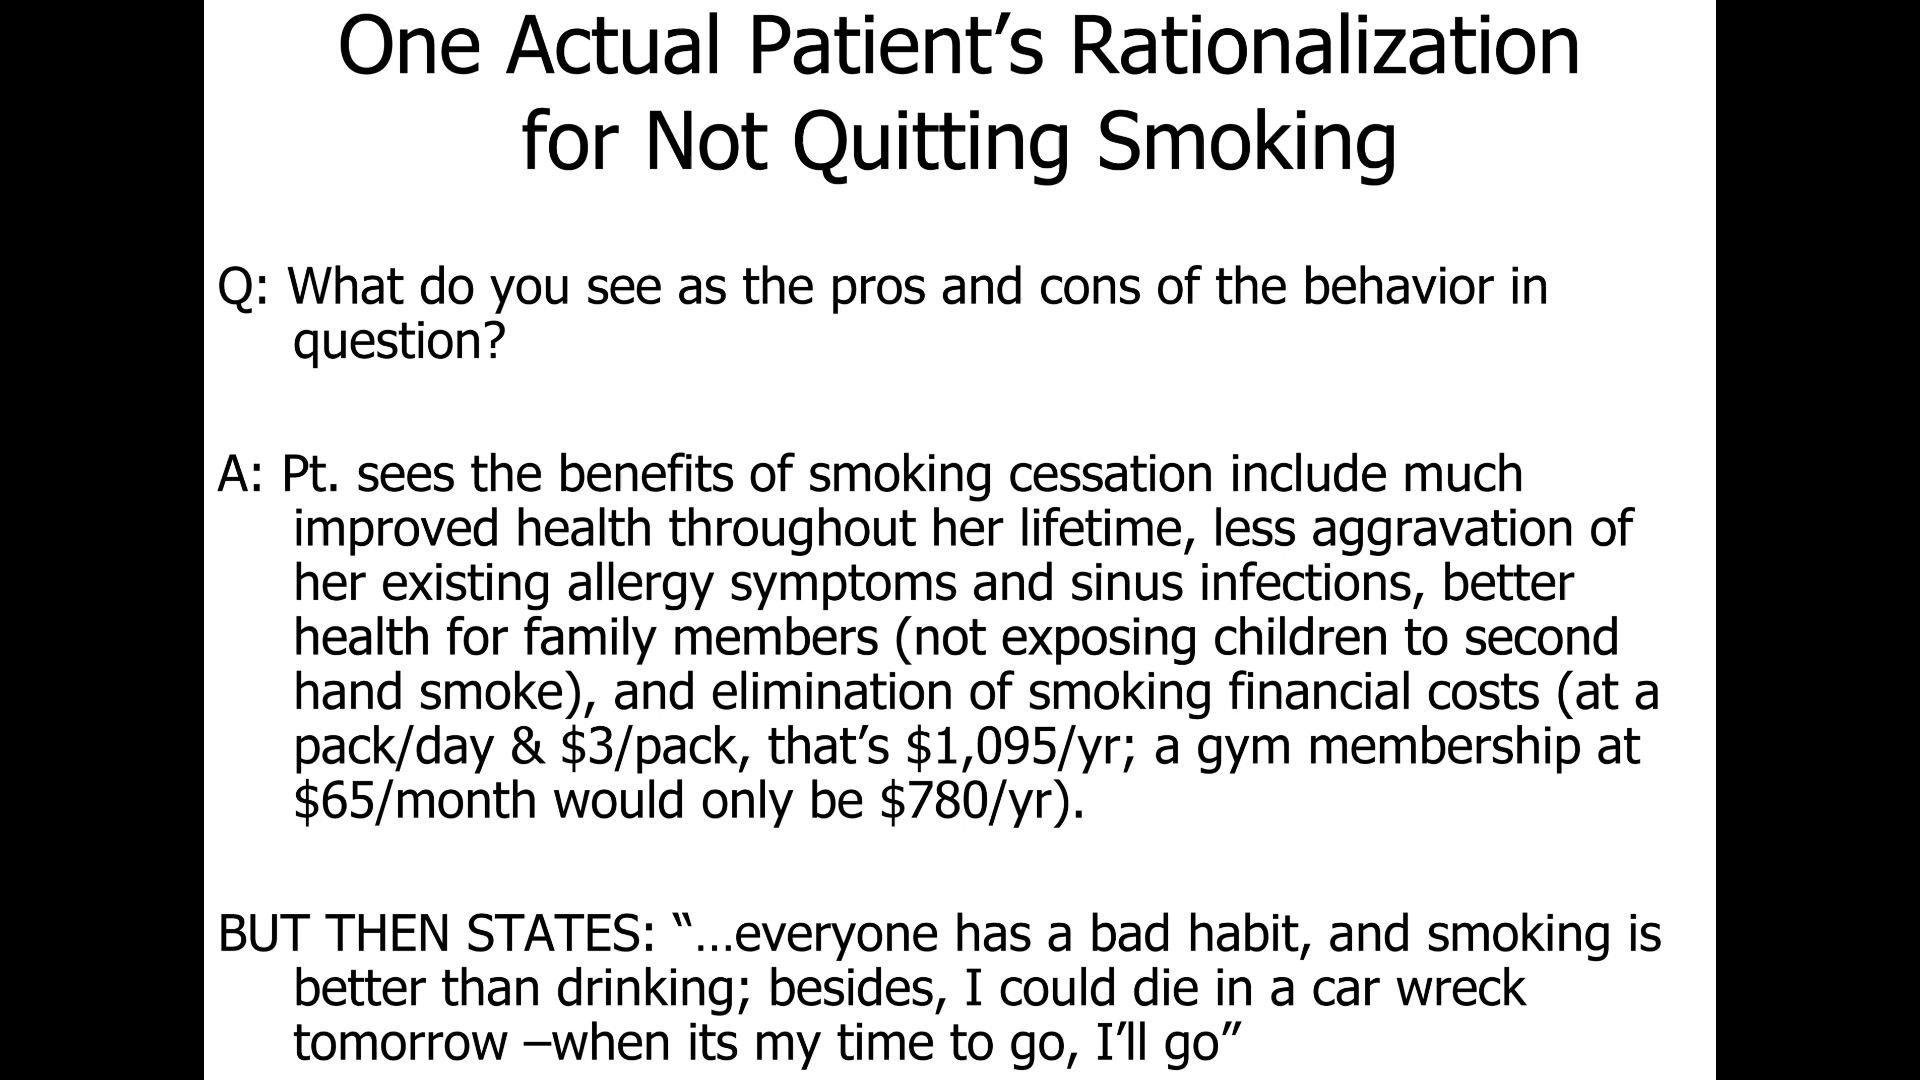 One Actual Patient’s Rationalization
for Not Quitting Smoking
Q: What do you see as the pros and cons of the behavior in
question?
A: Pt. sees the benefits of smoking cessation include much
improved health throughout her lifetime, less aggravation of
her existing allergy symptoms and sinus infections, better
health for family members (not exposing children to second
hand smoke), and elimination of smoking financial costs (at a
pack/day & $3/pack, that’s $1,095/yr; a gym membership at
$65/month would only be $780/yr).
BUT THEN STATES: “…everyone has a bad habit, and smoking is
better than drinking; besides, I could die in a car wreck
tomorrow –when its my time to go, I’ll go”